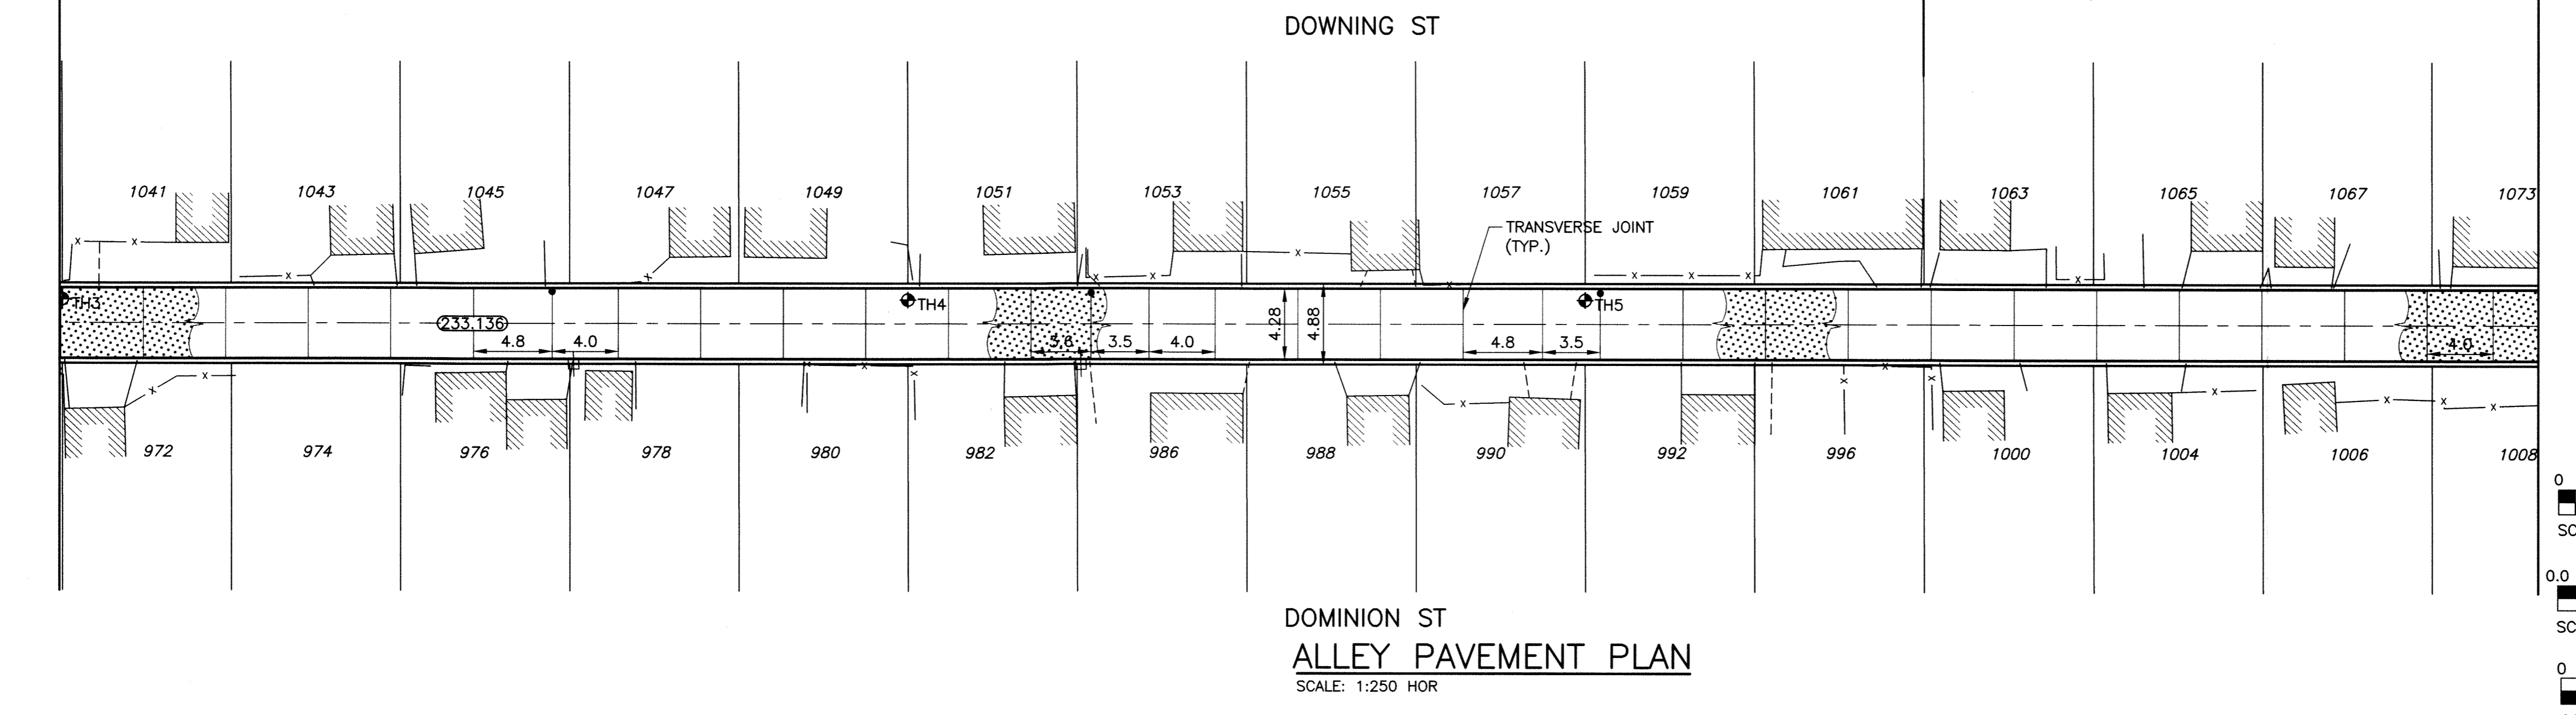 DOWNING ST
1041 1043 1045 1047 1049 1051 1053 1055 1057 1059 1061 1063 1065 1067 1073
TRANSVERSE JOINT
(TYP.)
x x x x x x x x x x x x
TH3 TH4 TH5
233.136
4.8 4.0 3.6 3.5 4.0 4.28 4.88 4.8 3.5 4.0
x x x x x x x x x x x x
972 974 976 978 980 982 986 988 990 992 996 1000 1004 1006 1008
0
SC
0.0
SC
0
DOMINION ST
ALLEY PAVEMENT PLAN
SCALE: 1:250 HOR